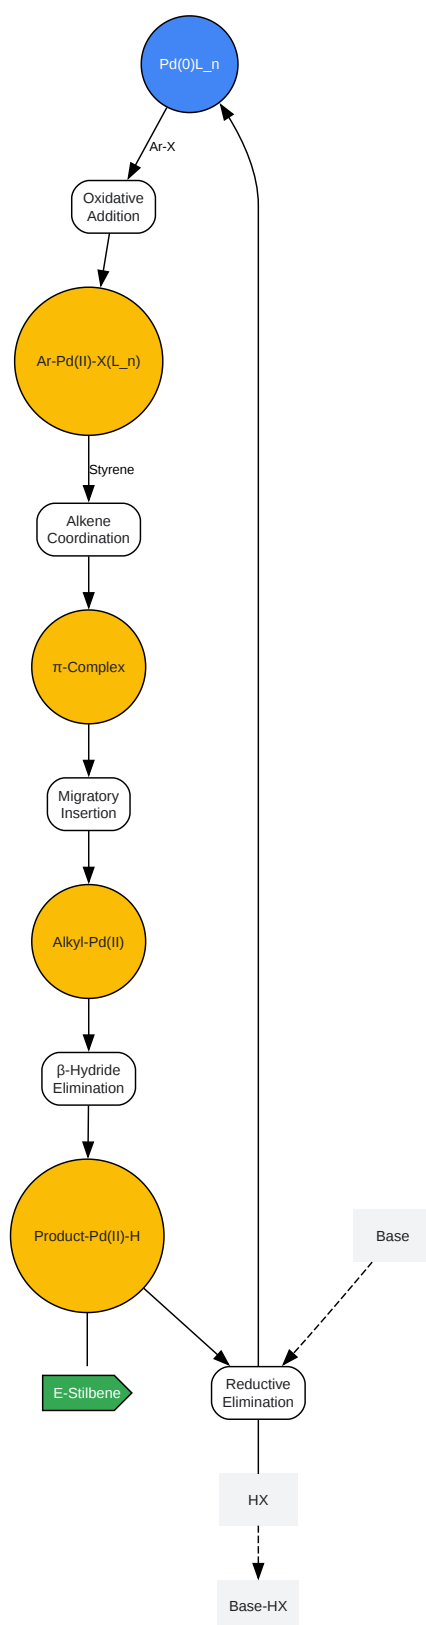 Pd(0)L_n
Ar-X
Oxidative
Addition
Ar-Pd(II)-X(L_n)
Styrene
Alkene
Coordination
π-Complex
Migratory
Insertion
Alkyl-Pd(II)
β-Hydride
Elimination
Product-Pd(II)-H
Base
E-Stilbene
Reductive
Elimination
HX
Base-HX